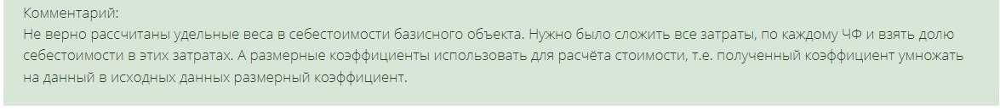 Комментарий:
Не верно рассчитаны удельные веса в себестоимости базисного объекта. Нужно было сложить все затраты, по каждому ЧФ и взять долю
себестоимости в этих затратах. А размерные коэффициенты использовать для расчёта стоимости, т.е. полученный коэффициент умножать
на данный в исходных данных размерный коэффициент.